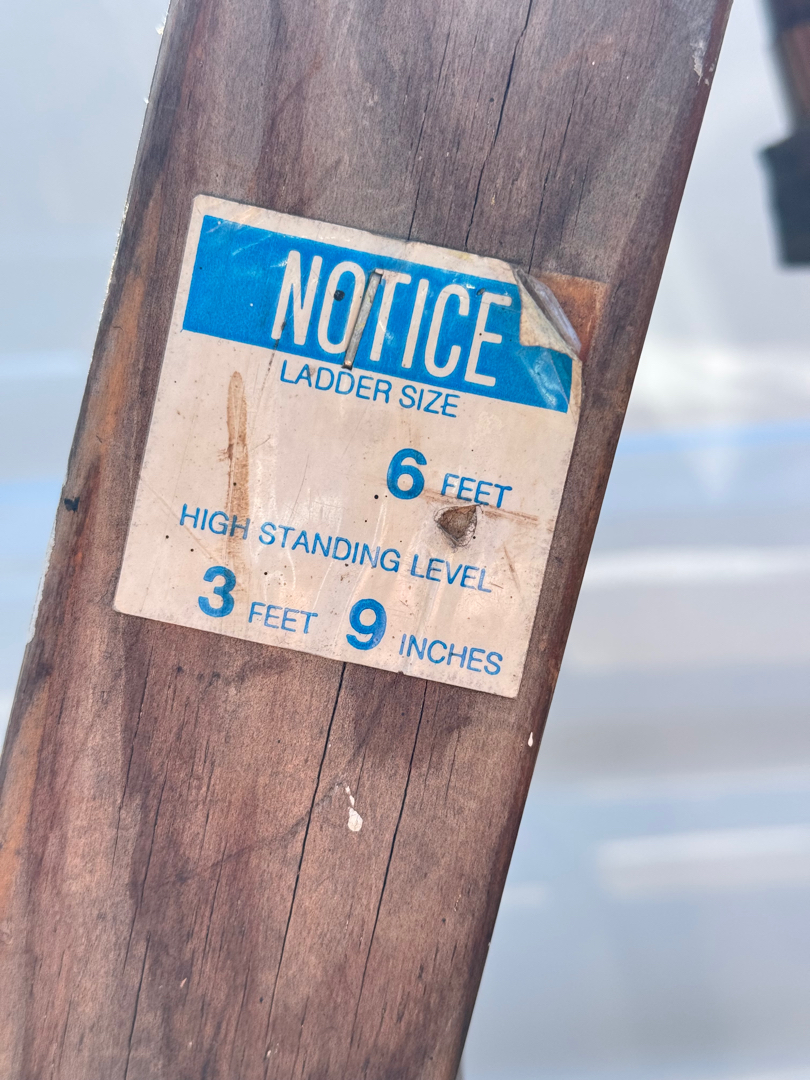 NOTICE
LADDER SIZE
6 FEET
HIGH STANDING LEVEL
3 FEET 9 INCHES